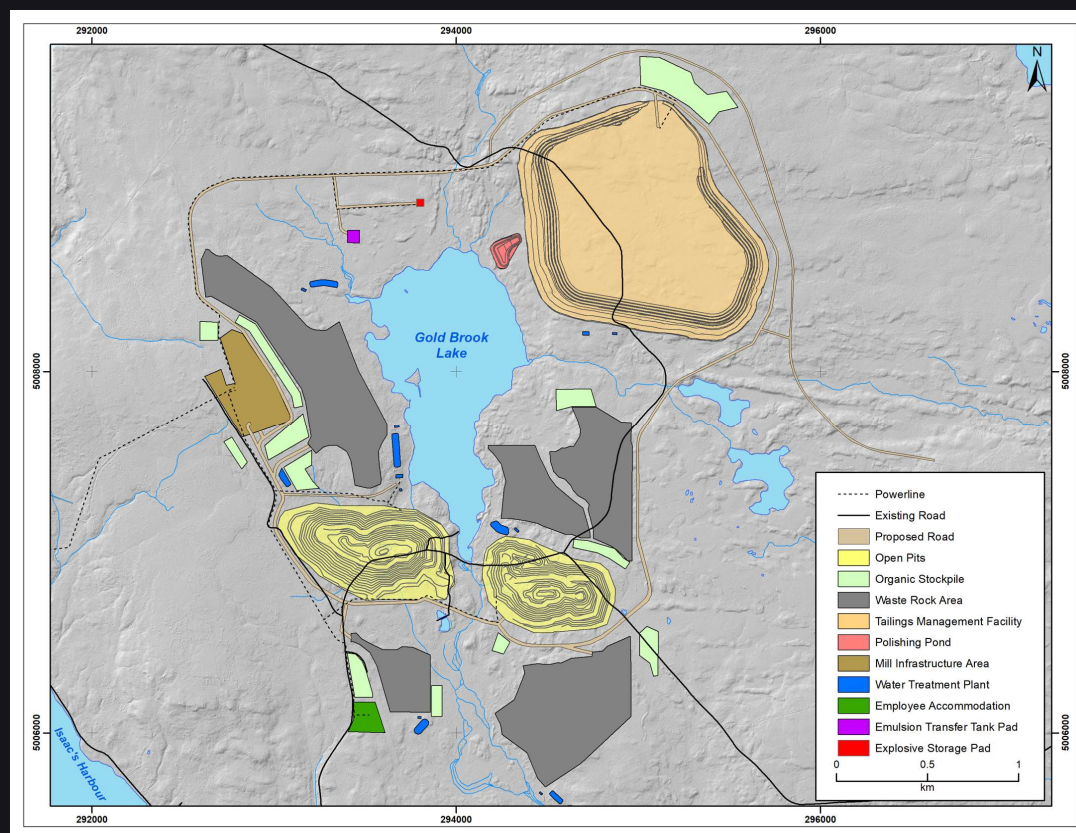 292000
294000
296000
N
Gold Brook
Lake
5008000
5008000
Powerline
Existing Road
Proposed Road
Open Pits
Organic Stockpile
Waste Rock Area
Tailings Management Facility
Polishing Pond
Mill Infrastructure Area
Water Treatment Plant
Employee Accommodation
Emulsion Transfer Tank Pad
Explosive Storage Pad
0
0.5
1
km
5006000
5006000
Isaac's Harbour
292000
294000
296000